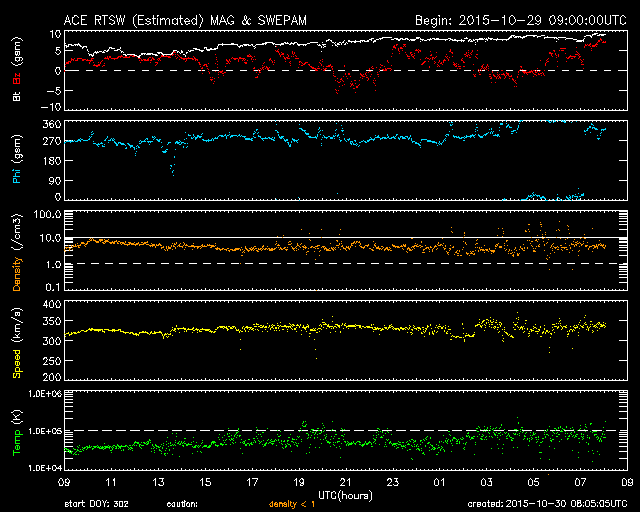 ACE RTSW (Estimated) MAG & SWEPAM Begin: 2015-10-29 09:00:00UTC
Bt Bz (gsm)
10
5
0
-5
-10
Phi (gsm)
360
270
180
90
0
Density (/cm3)
100.0
10.0
1.0
0.1
Speed (km/s)
400
350
300
250
200
Temp (K)
1.0E+06
1.0E+05
1.0E+04
09 11 13 15 17 19 21 23 01 03 05 07 09
UTC(hours)
start DOY: 302 caution: density < 1 created: 2015-10-30 08:05:05UTC